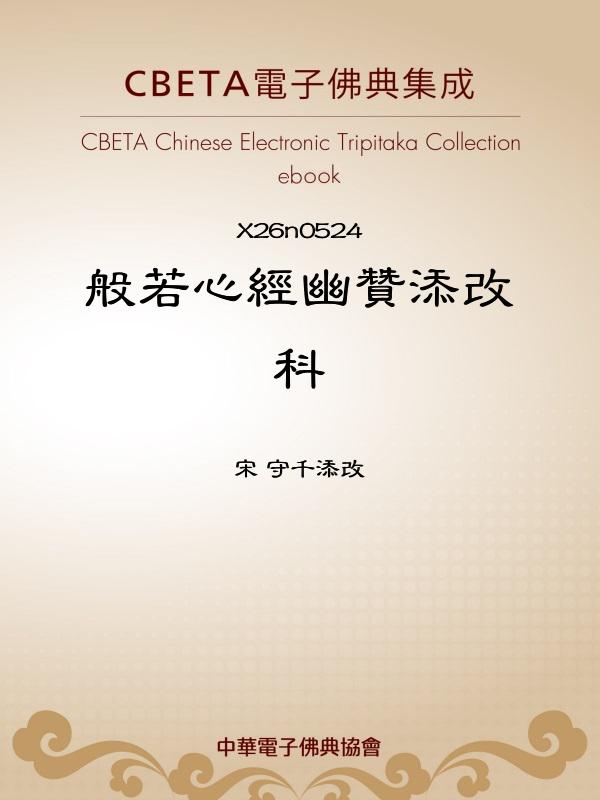 CBETA電子佛典集成
CBETA Chinese Electronic Tripitaka Collection
ebook
X26n0524
般若心經幽贊添改
科
宋 守千添改
中華電子佛典協會